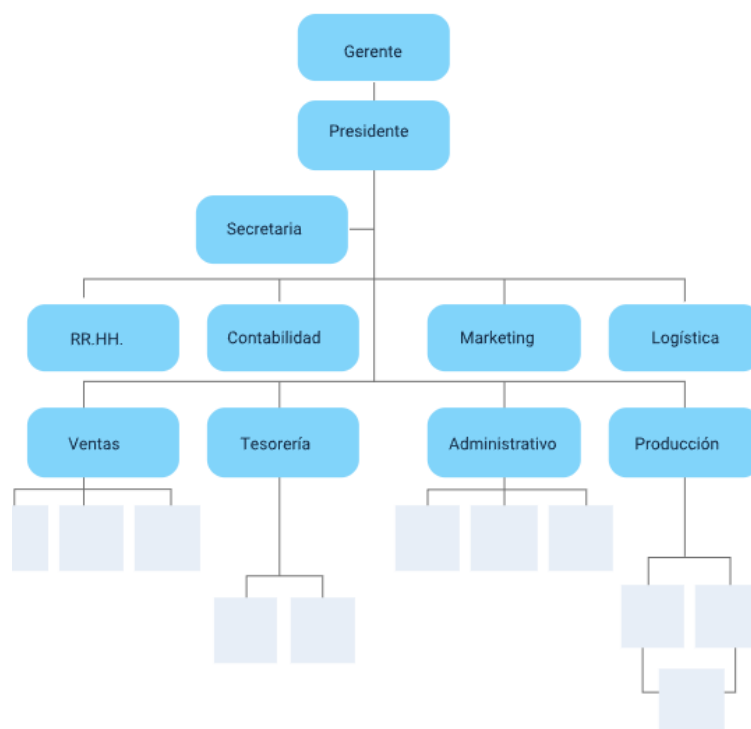 Gerente
Presidente
Secretaria
RR.HH.
Contabilidad
Marketing
Logística
Ventas
Tesorería
Administrativo
Producción